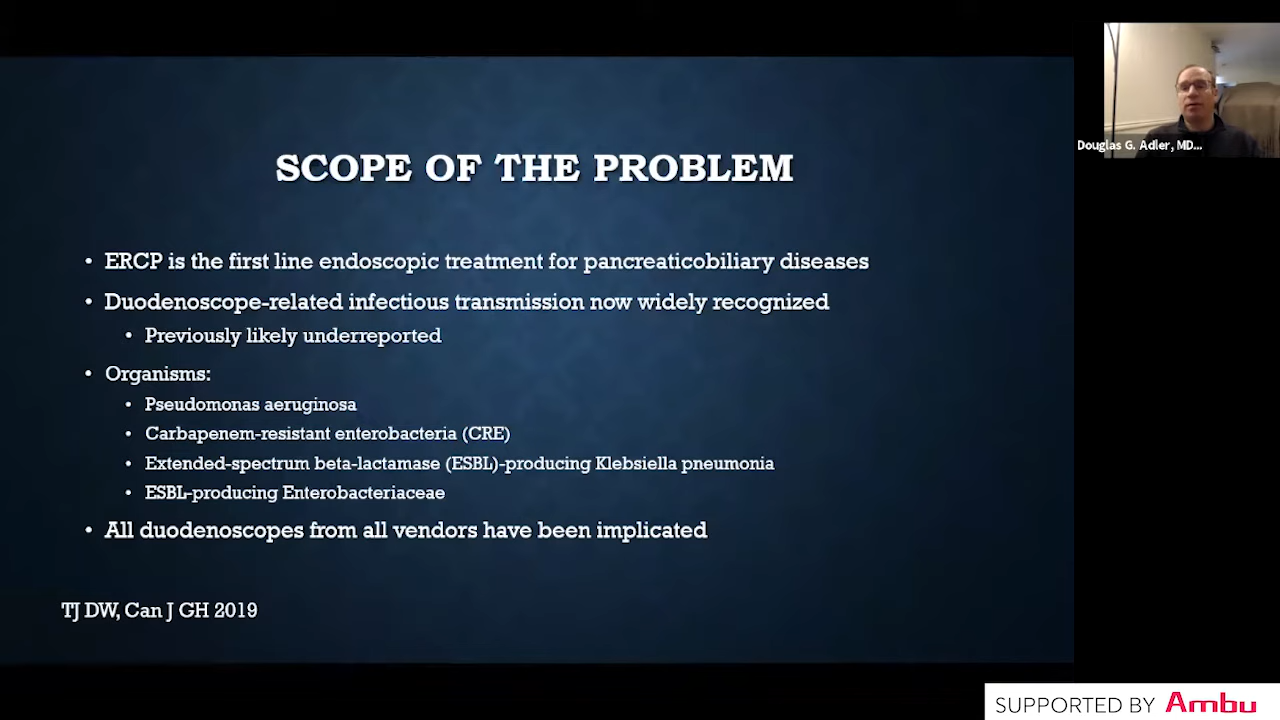 SCOPE OF THE PROBLEM
• ERCP is the first line endoscopic treatment for pancreaticobiliary diseases
• Duodenoscope-related infectious transmission now widely recognized
• Previously likely underreported
• Organisms:
• Pseudomonas aeruginosa
• Carbapenem-resistant enterobacteria (CRE)
• Extended-spectrum beta-lactamase (ESBL)-producing Klebsiella pneumonia
• ESBL-producing Enterobacteriaceae
• All duodenoscopes from all vendors have been implicated
TJ DW, Can J GH 2019
Douglas G. Adler, MD...
SUPPORTED BY Ambu